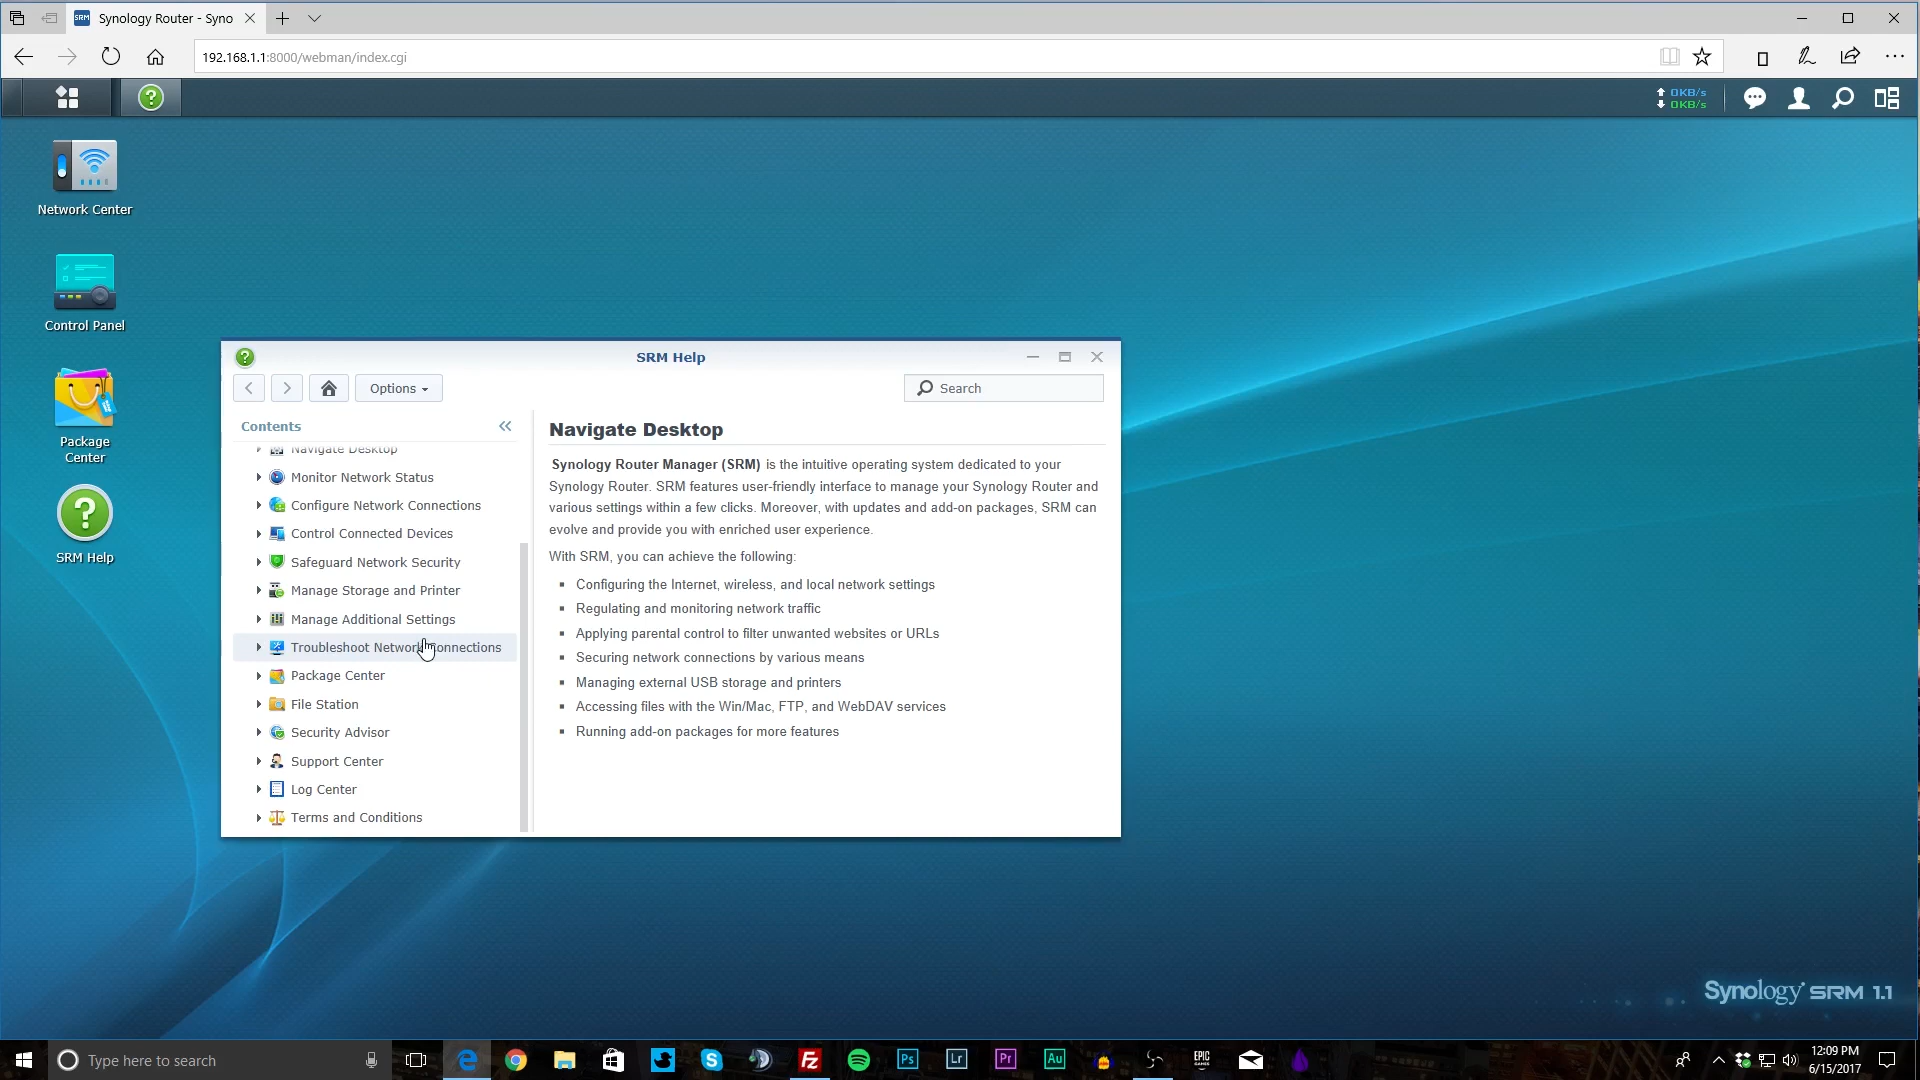 Synology Router - Syno
192.168.1.1:8000/webman/index.cgi
0KB/s
0KB/s
Network Center
Control Panel
Package
Center
SRM Help
SRM Help
Options
Search
Contents
Navigate Desktop
Monitor Network Status
Configure Network Connections
Control Connected Devices
Safeguard Network Security
Manage Storage and Printer
Manage Additional Settings
Troubleshoot Network Connections
Package Center
File Station
Security Advisor
Support Center
Log Center
Terms and Conditions
Navigate Desktop
Synology Router Manager (SRM) is the intuitive operating system dedicated to your
Synology Router. SRM features user-friendly interface to manage your Synology Router and
various settings within a few clicks. Moreover, with updates and add-on packages, SRM can
evolve and provide you with enriched user experience.
With SRM, you can achieve the following:
Configuring the Internet, wireless, and local network settings
Regulating and monitoring network traffic
Applying parental control to filter unwanted websites or URLs
Securing network connections by various means
Managing external USB storage and printers
Accessing files with the Win/Mac, FTP, and WebDAV services
Running add-on packages for more features
Synology SRM 1.1
Type here to search
Ps
Lr
Pr
Au
EPIC
GAMES
12:09 PM
6/15/2017